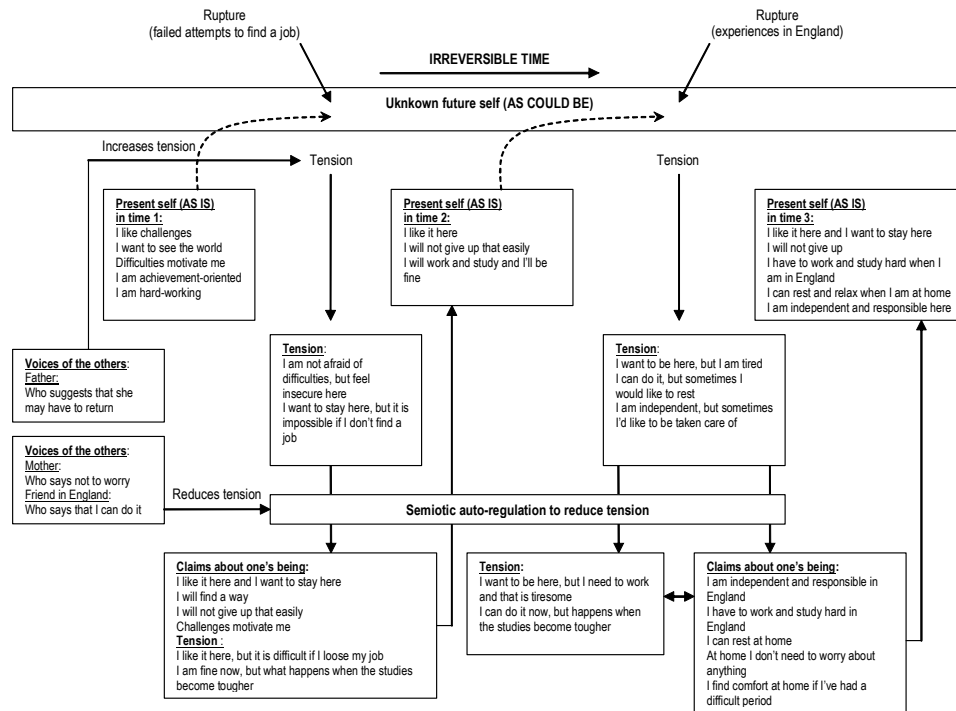 Rupture
(failed attempts to find a job)
Rupture
(experiences in England)
IRREVERSIBLE TIME
Uknkown future self (AS COULD BE)
Increases tension
Tension
Tension
Present self (AS IS)
in time 1:
I like challenges
I want to see the world
Difficulties motivate me
I am achievement-oriented
I am hard-working
Present self (AS IS)
in time 2:
I like it here
I will not give up that easily
I will work and study and I'll be
fine
Present self (AS IS)
in time 3:
I like it here and I want to stay here
I will not give up
I have to work and study hard when I
am in England
I can rest and relax when I am at home
I am independent and responsible here
Voices of the others:
Father:
Who suggests that she
may have to return
Tension:
I am not afraid of
difficulties, but feel
insecure here
I want to stay here, but it is
impossible if I don't find a
job
Tension:
I want to be here, but I am tired
I can do it, but sometimes I
would like to rest
I am independent, but sometimes
I'd like to be taken care of
Voices of the others:
Mother:
Who says not to worry
Friend in England:
Who says that I can do it
Reduces tension
Semiotic auto-regulation to reduce tension
Claims about one's being:
I like it here and I want to stay here
I will find a way
I will not give up that easily
Challenges motivate me
Tension :
I like it here, but it is difficult if I loose my job
I am fine now, but what happens when the studies
become tougher
Tension:
I want to be here, but I need to work
and that is tiresome
I can do it now, but happens when
the studies become tougher
Claims about one's being:
I am independent and responsible in
England
I have to work and study hard in
England
I can rest at home
At home I don't need to worry about
anything
I find comfort at home if I've had a
difficult period